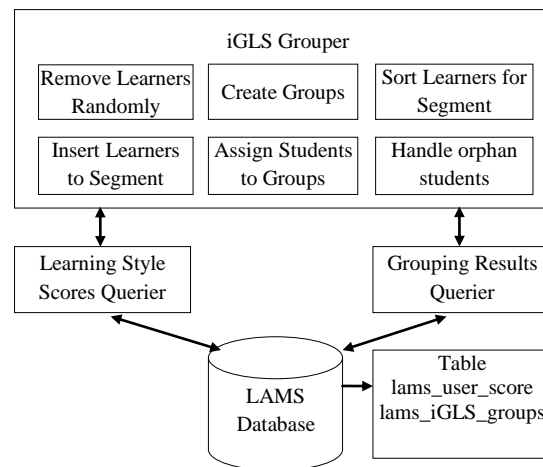 iGLS Grouper
Remove Learners
Randomly
Create Groups
Sort Learners for
Segment
Insert Learners
to Segment
Assign Students
to Groups
Handle orphan
students
Learning Style
Scores Querier
Grouping Results
Querier
LAMS
Database
Table
lams_user_score
lams_iGLS_groups